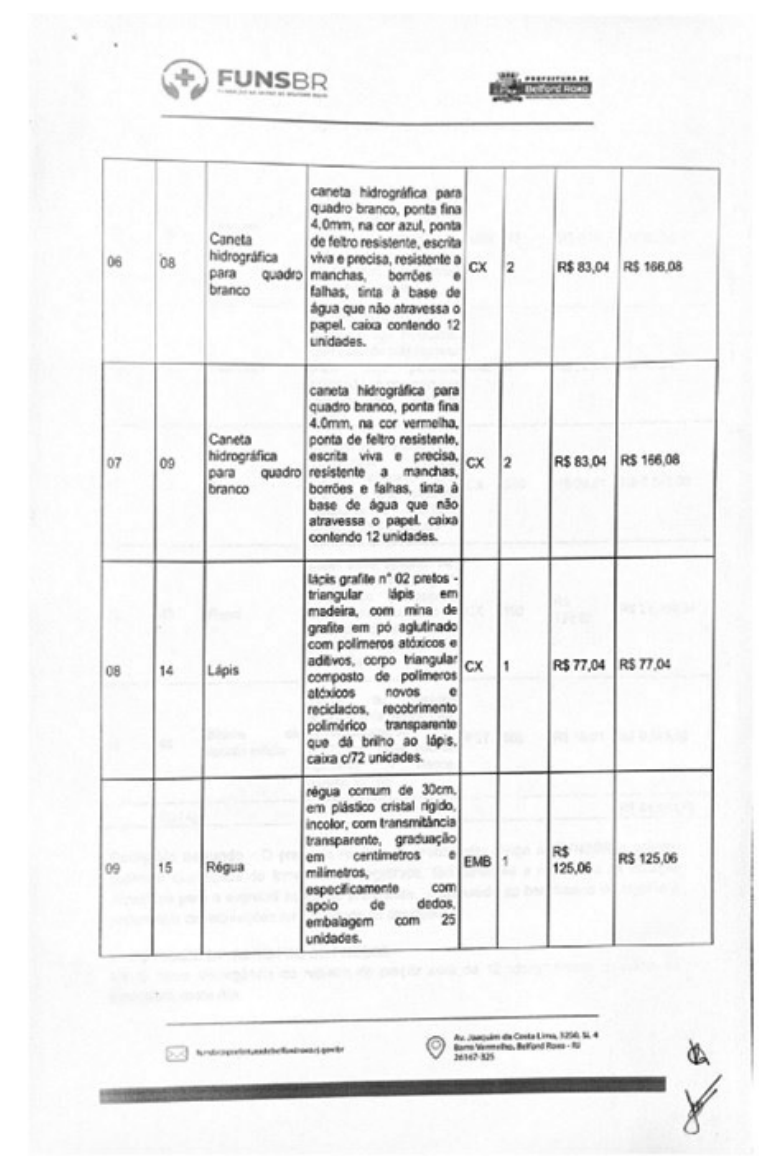 FUNSBR
PREFEITURA DE
Belford Roxo
06
08
Caneta
hidrográfica
para quadro
branco
caneta hidrográfica para
quadro branco, ponta fina
4.0mm, na cor azul, ponta
de feltro resistente, escrita
viva e precisa, resistente a
manchas, borrões e
falhas, tinta à base de
água que não atravessa o
papel. caixa contendo 12
unidades.
CX
2
R$ 83,04
R$ 166,08
07
09
Caneta
hidrográfica
para quadro
branco
caneta hidrográfica para
quadro branco, ponta fina
4.0mm, na cor vermelha,
ponta de feltro resistente,
escrita viva e precisa,
resistente a manchas,
borrões e falhas, tinta à
base de água que não
atravessa o papel. caixa
contendo 12 unidades.
CX
2
R$ 83,04
R$ 166,08
08
14
Lápis
lápis grafite n° 02 pretos -
triangular lápis em
madeira, com mina de
grafite em pó aglutinado
com polímeros atóxicos e
aditivos, corpo triangular
composto de polímeros
atóxicos novos e
reciclados, recobrimento
polimérico transparente
que dá brilho ao lápis,
caixa c/72 unidades.
CX
1
R$ 77,04
R$ 77,04
09
15
Régua
régua comum de 30cm,
em plástico cristal rígido,
incolor, com transmitância
transparente, graduação
em centímetros e
milímetros,
especificamente com
apoio de dedos,
embalagem com 25
unidades.
EMB
1
R$
125,06
R$ 125,06
Av. Joaquim da Costa Lima, 3250, SL 4
Barro Vermelho, Belford Roxo - RJ
26167-325